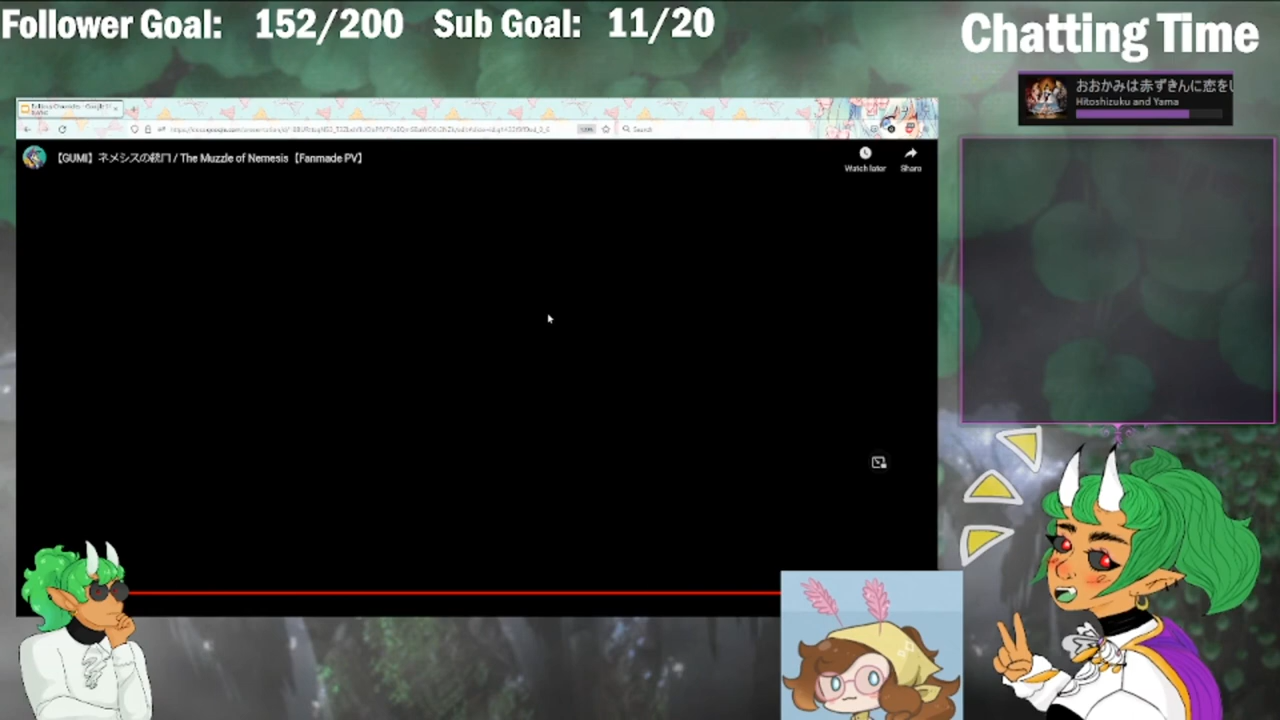 Follower Goal: 152/200 Sub Goal: 11/20
Chatting Time
おおかみは赤ずきんに恋を
Hitoshizuku and Yama
Search
【GUMI】ネメシスの銃口 / The Muzzle of Nemesis【Fanmade PV】
Watch later
Share